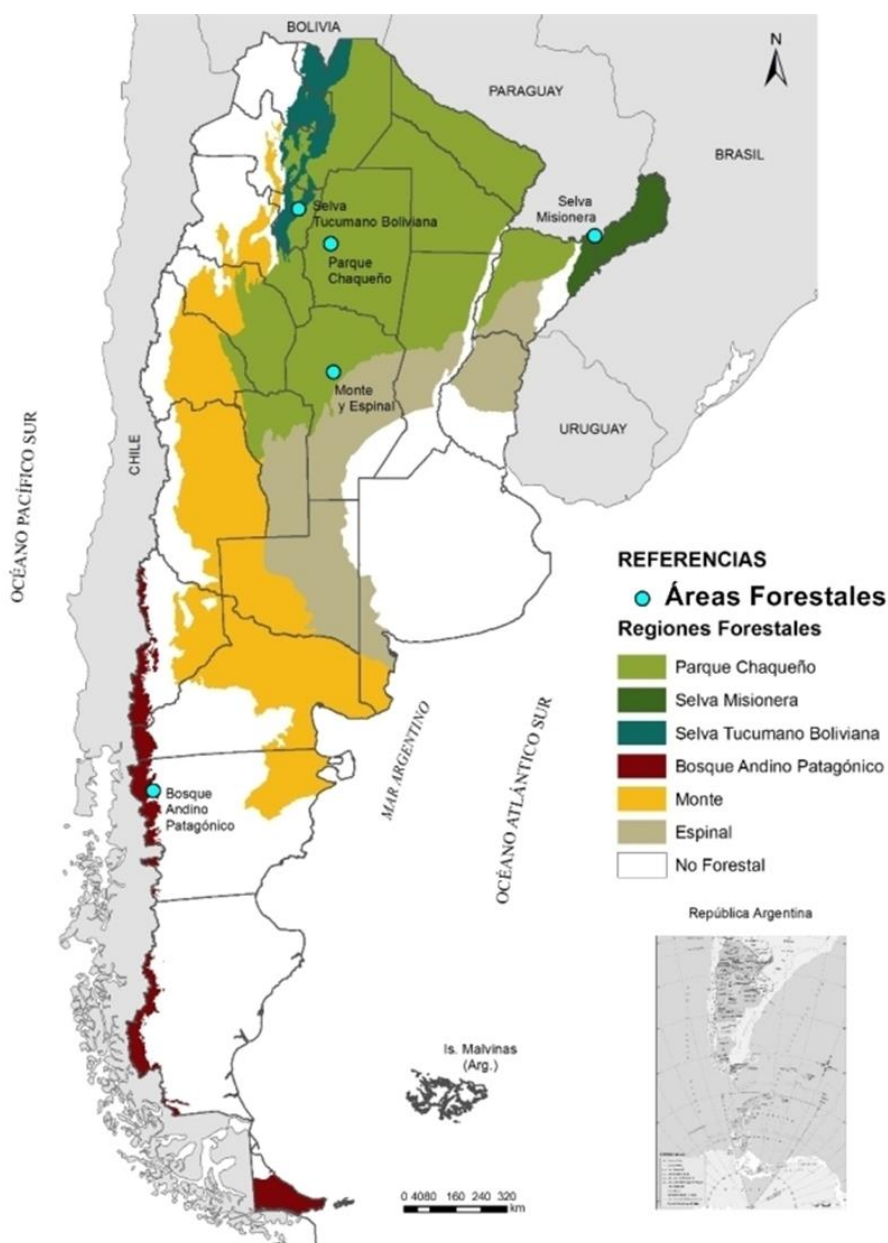 BOLIVIA
N
PARAGUAY
BRASIL
Selva
Misionera
Selva
Tucumano Boliviana
Parque
Chaqueño
Monte
y Espinal
URUGUAY
CHILE
OCÉANO PACÍFICO SUR
REFERENCIAS
Áreas Forestales
Regiones Forestales
Parque Chaqueño
Selva Misionera
Selva Tucumano Boliviana
Bosque Andino Patagónico
Monte
Espinal
No Forestal
MAR ARGENTINO
OCÉANO ATLÁNTICO SUR
Bosque
Andino
Patagónico
República Argentina
Is. Malvinas
(Arg.)
0 4080 160 240 320
km